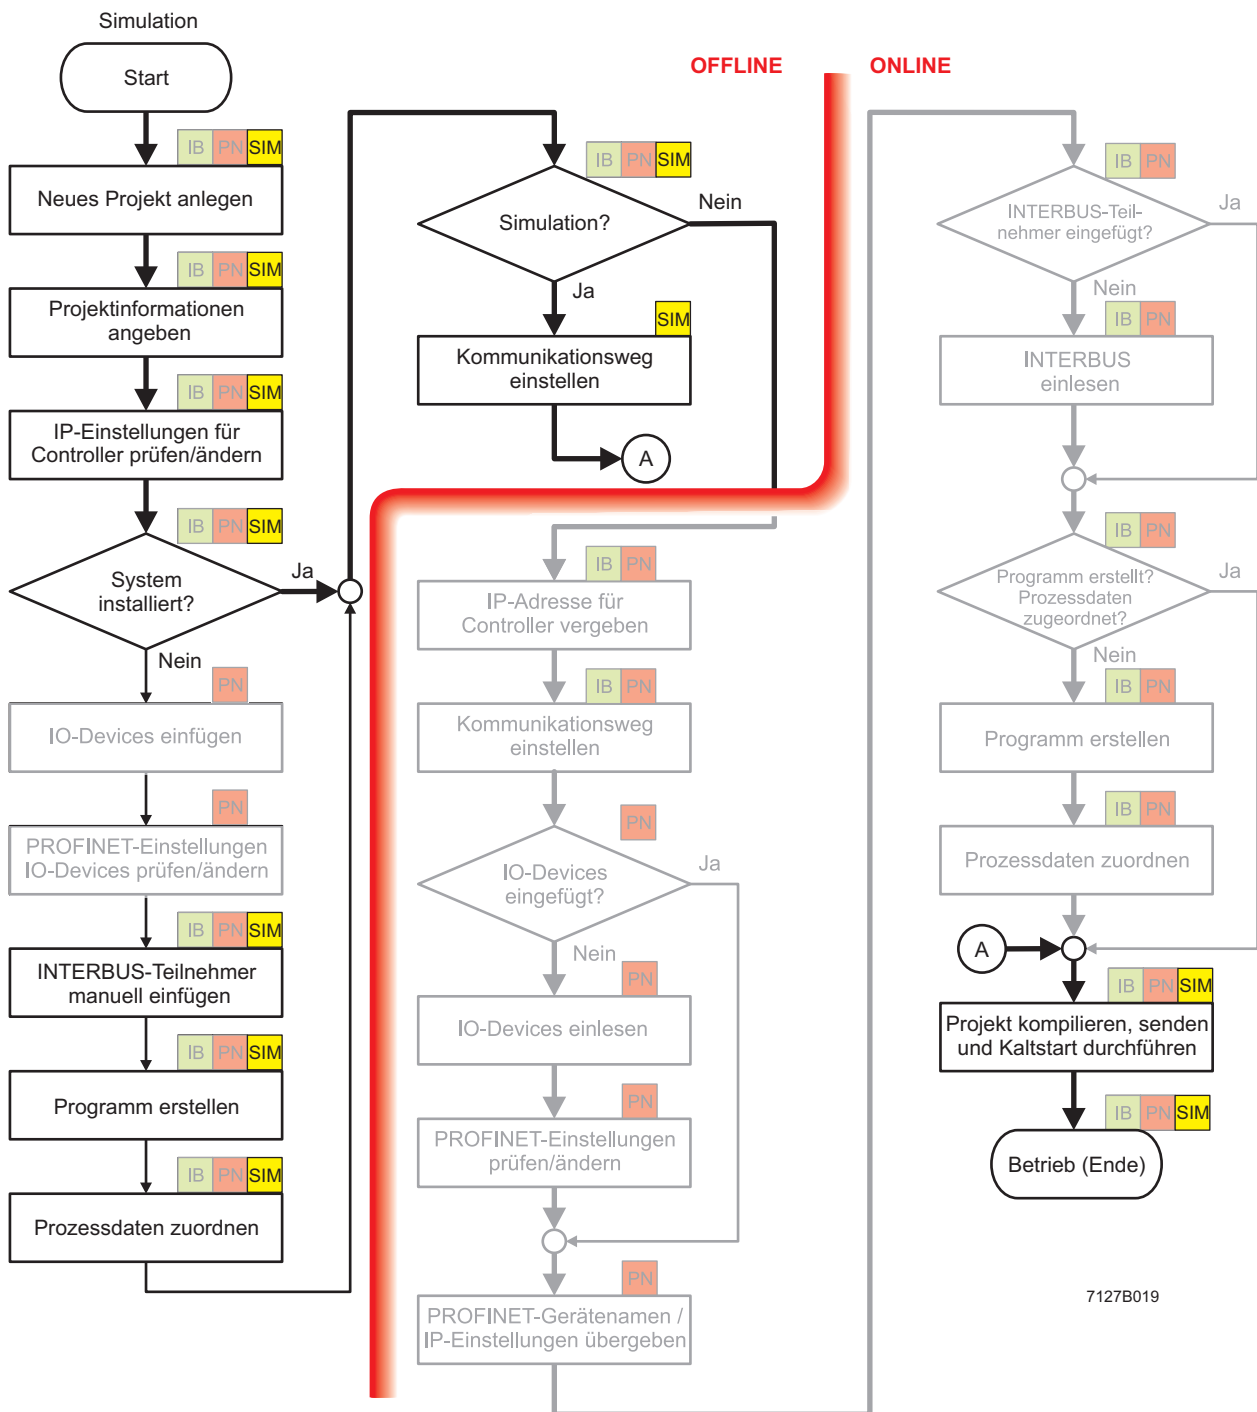 Simulation
Start
IB PN SIM
Neues Projekt anlegen
IB PN SIM
Projektinformationen
angeben
IB PN SIM
IP-Einstellungen für
Controller prüfen/ändern
IB PN SIM
System
installiert?
Ja
Nein
PN
IO-Devices einfügen
PN
PROFINET-Einstellungen
IO-Devices prüfen/ändern
IB PN SIM
INTERBUS-Teilnehmer
manuell einfügen
IB PN SIM
Programm erstellen
IB PN SIM
Prozessdaten zuordnen
OFFLINE
ONLINE
IB PN SIM
Simulation?
Nein
Ja
SIM
Kommunikationsweg
einstellen
A
IB PN
IP-Adresse für
Controller vergeben
IB PN
Kommunikationsweg
einstellen
PN
IO-Devices
eingefügt?
Ja
Nein
PN
IO-Devices einlesen
PN
PROFINET-Einstellungen
prüfen/ändern
PN
PROFINET-Gerätenamen /
IP-Einstellungen übergeben
IB PN
INTERBUS-Teil-
nehmer eingefügt?
Ja
Nein
IB PN
INTERBUS
einlesen
IB PN
Programm erstellt?
Prozessdaten
zugeordnet?
Ja
Nein
IB PN
Programm erstellen
IB PN
Prozessdaten zuordnen
A
IB PN SIM
Projekt kompilieren, senden
und Kaltstart durchführen
IB PN SIM
Betrieb (Ende)
7127B019